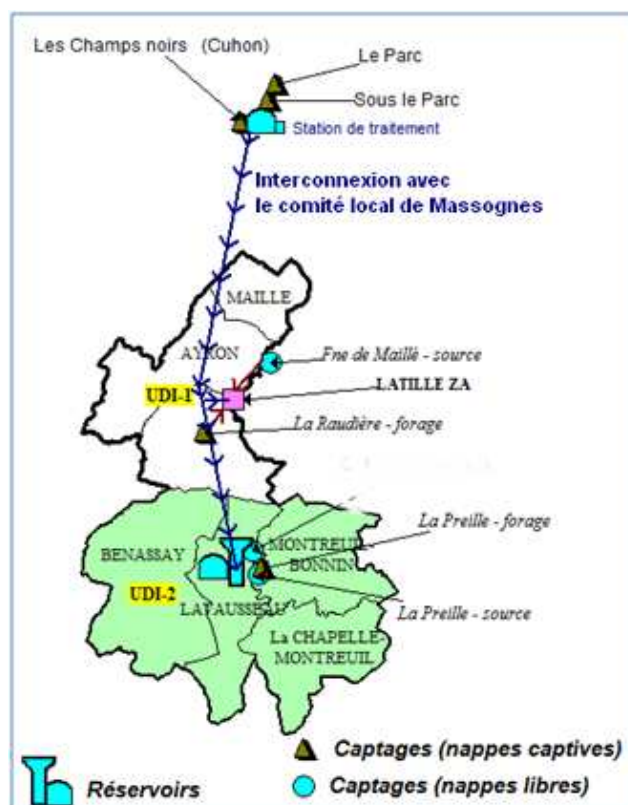 Les Champs noirs (Cuhon)
Le Parc
Sous le Parc
Station de traitement
Interconnexion avec
le comité local de Massognes
MAILLE
AYRON
Fne de Maillé - source
UDI-1
LATILLE ZA
La Raudière - forage
La Preille - forage
BENASSAY
MONTREUIL
BONNIN
UDI-2
LAVAUSSEAU
La Preille - source
La CHAPELLE-
MONTREUIL
Captages (nappes captives)
Réservoirs
Captages (nappes libres)